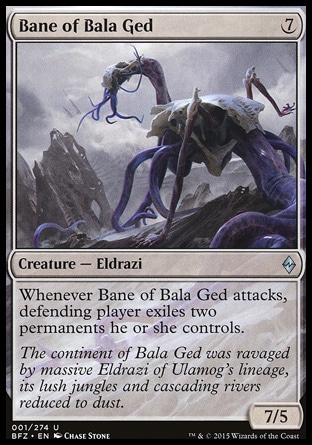 Bane of Bala Ged 7
Creature — Eldrazi
Whenever Bane of Bala Ged attacks,
defending player exiles two
permanents he or she controls.
The continent of Bala Ged was ravaged
by massive Eldrazi of Ulamog's lineage,
its lush jungles and cascading rivers
reduced to dust.
7/5
001/274 U
BFZ • EN Chase Stone
™ & © 2015 Wizards of the Coast